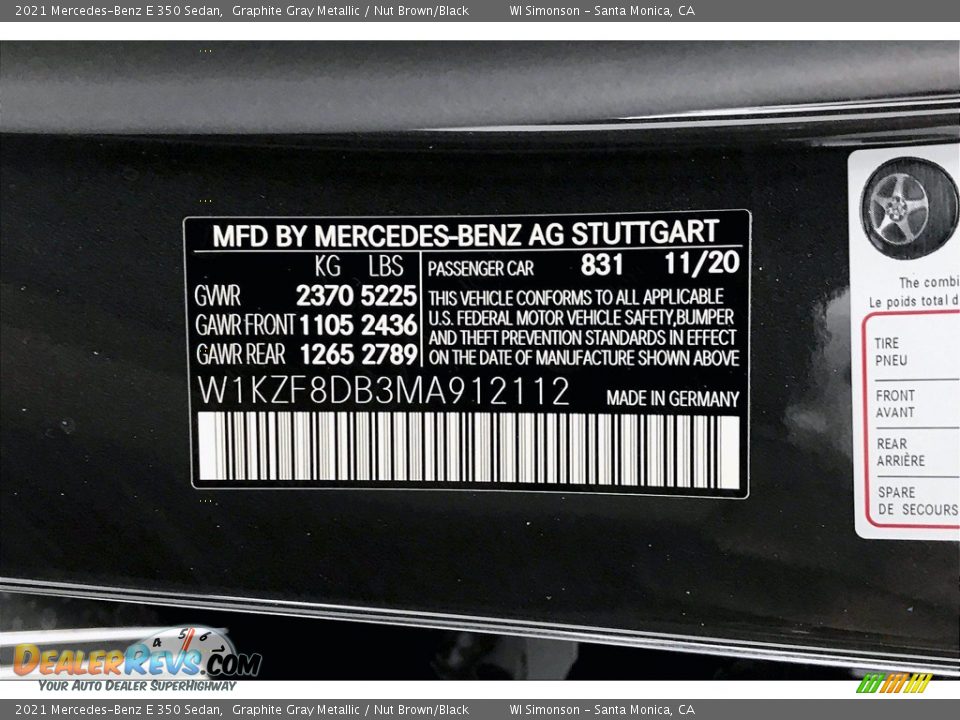 2021 Mercedes-Benz E 350 Sedan, Graphite Gray Metallic / Nut Brown/Black WI Simonson - Santa Monica, CA
MFD BY MERCEDES-BENZ AG STUTTGART
KG LBS
GVWR 2370 5225
GAWR FRONT 1105 2436
GAWR REAR 1265 2789
PASSENGER CAR 831 11/20
THIS VEHICLE CONFORMS TO ALL APPLICABLE
U.S. FEDERAL MOTOR VEHICLE SAFETY,BUMPER
AND THEFT PREVENTION STANDARDS IN EFFECT
ON THE DATE OF MANUFACTURE SHOWN ABOVE
W1KZF8DB3MA912112 MADE IN GERMANY
The combi
Le poids total d
TIRE
PNEU
FRONT
AVANT
REAR
ARRIÈRE
SPARE
DE SECOURS
4 5 6
DealerRevs.com
Your Auto Dealer SuperHighway
2021 Mercedes-Benz E 350 Sedan, Graphite Gray Metallic / Nut Brown/Black WI Simonson - Santa Monica, CA